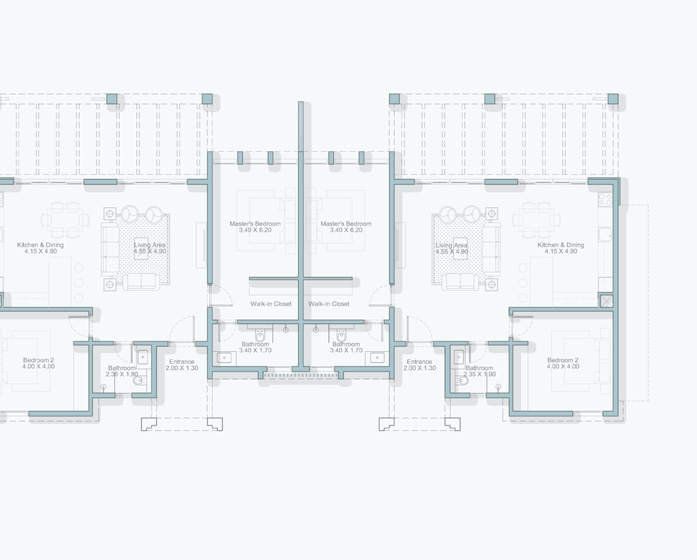 Master's Bedroom
3.40 X 6.20
Master's Bedroom
3.40 X 6.20
Kitchen & Dining
4.15 X 4.90
Living Area
4.55 X 4.90
Living Area
4.55 X 4.90
Kitchen & Dining
4.15 X 4.90
Walk-in Closet
Walk-in Closet
Bathroom
3.40 X 1.70
Bathroom
3.40 X 1.70
Bedroom 2
4.00 X 4.00
Bathroom
2.35 X 1.90
Entrance
2.00 X 1.30
Entrance
2.00 X 1.30
Bathroom
2.35 X 1.90
Bedroom 2
4.00 X 4.00